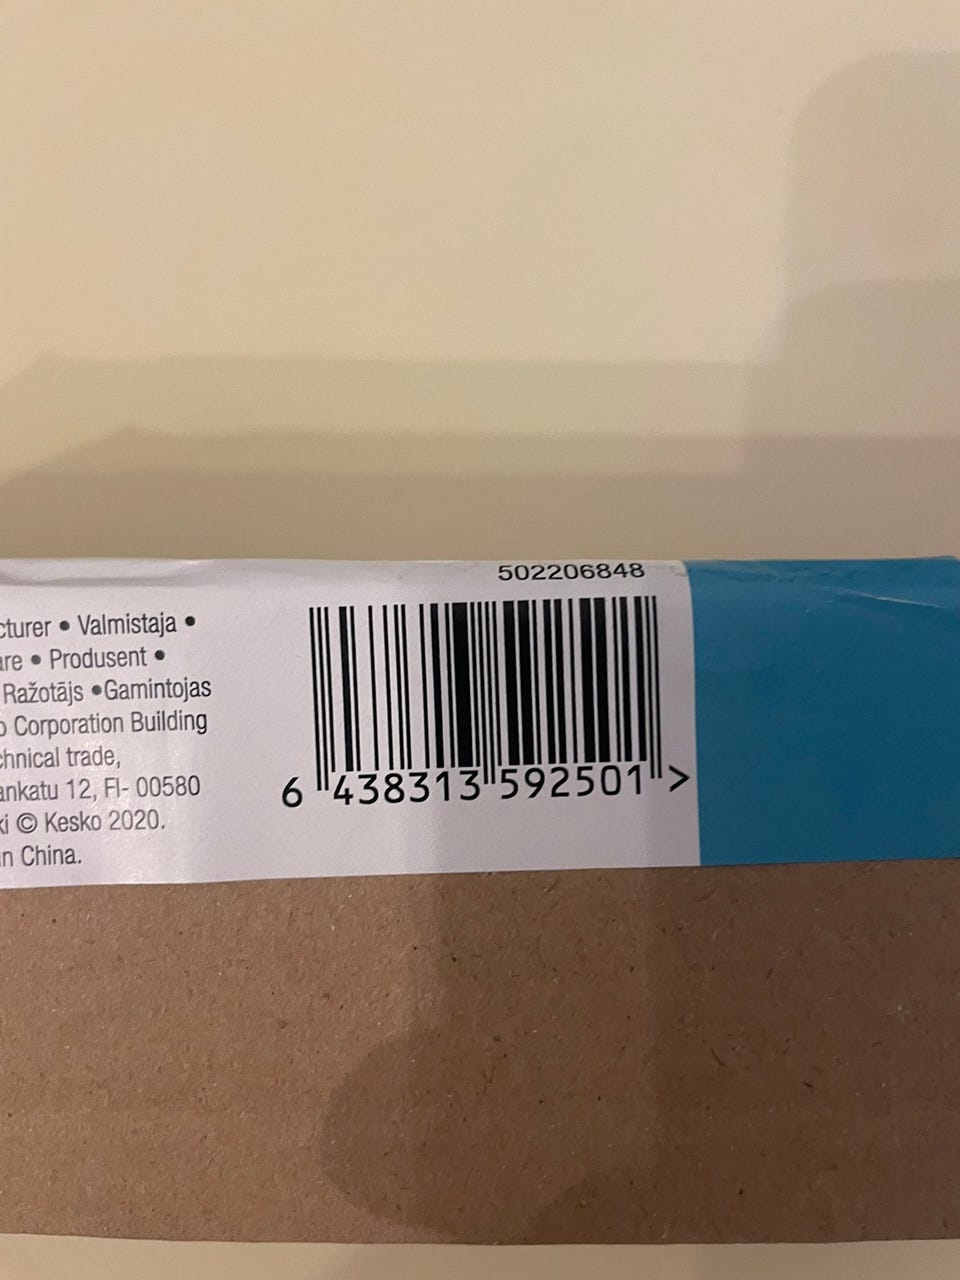 502206848
cturer • Valmistaja •
• Produsent •
Ražotājs •Gamintojas
Corporation Building
chnical trade,
ankatu 12, FI- 00580
ki © Kesko 2020.
in China.
6 438313 592501 >